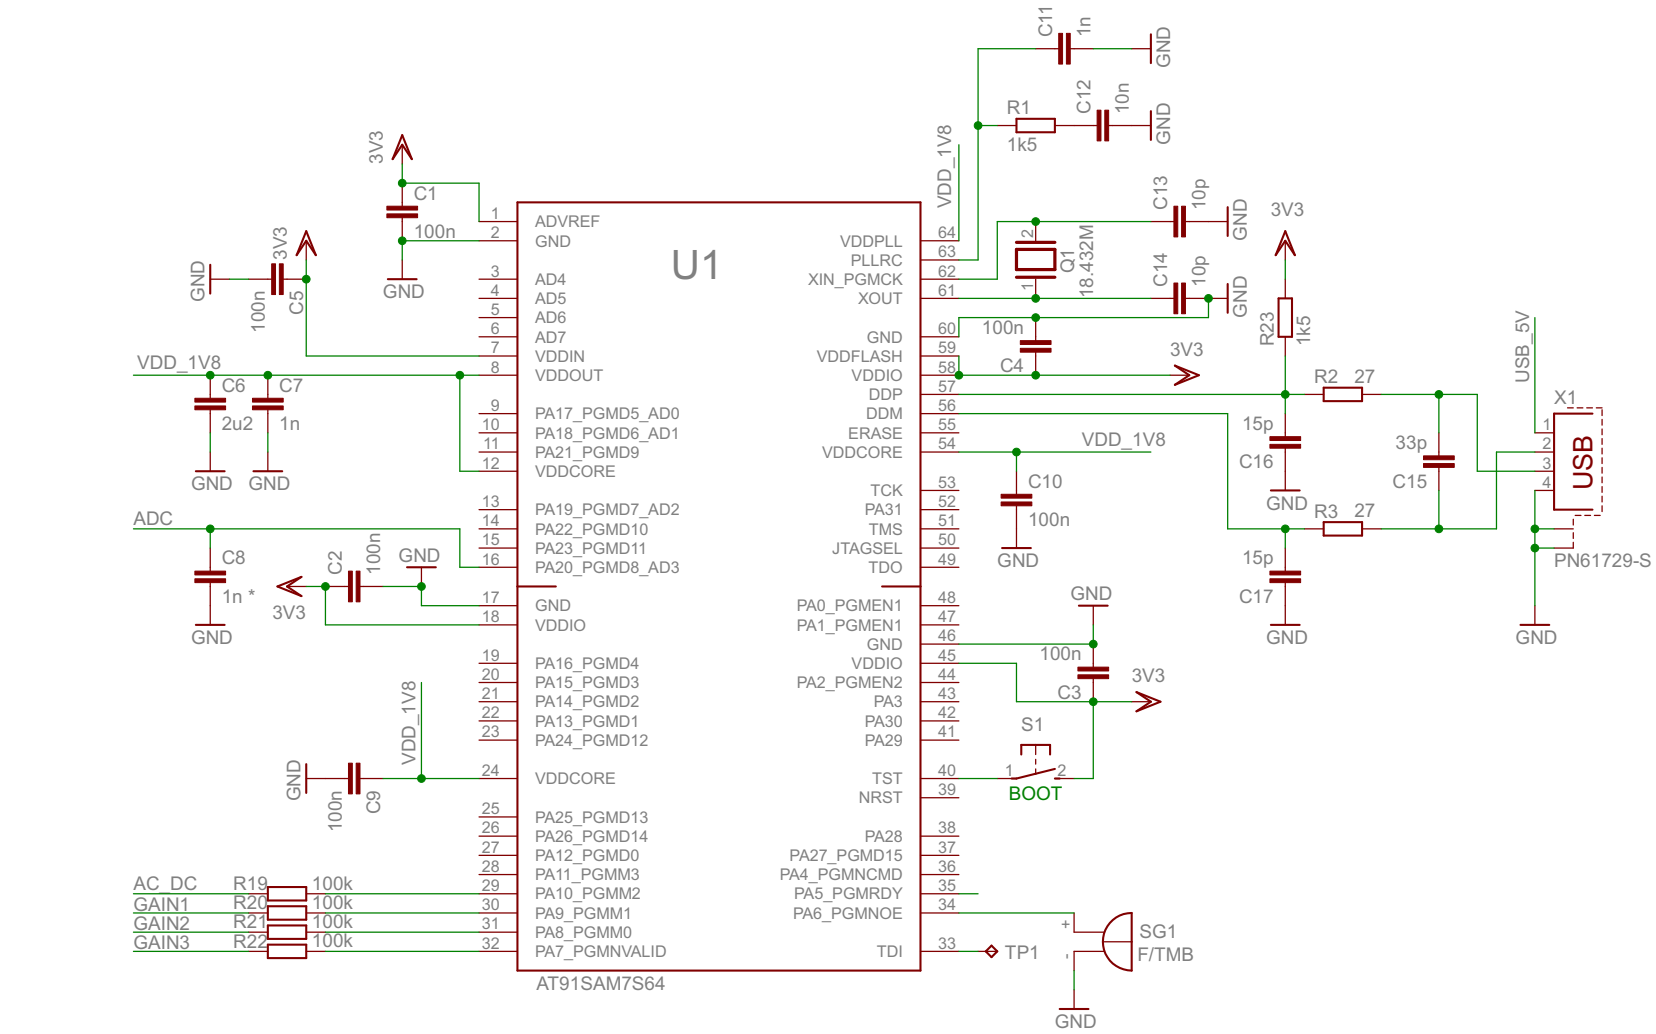 C11
1n
GND
R1
1k5
C12
10n
GND
VDD_1V8
3V3
C1
100n
GND
3V3
GND
100n
C5
VDD_1V8
C6
2u2
GND
C7
1n
GND
ADC
C8
1n *
GND
C2
100n
GND
3V3
VDD_1V8
GND
100n
C9
AC_DC
R19
100k
GAIN1
R20
100k
GAIN2
R21
100k
GAIN3
R22
100k
U1
1 ADVREF
2 GND
3 AD4
4 AD5
5 AD6
6 AD7
7 VDDIN
8 VDDOUT
9 PA17_PGMD5_AD0
10 PA18_PGMD6_AD1
11 PA21_PGMD9
12 VDDCORE
13 PA19_PGMD7_AD2
14 PA22_PGMD10
15 PA23_PGMD11
16 PA20_PGMD8_AD3
17 GND
18 VDDIO
19 PA16_PGMD4
20 PA15_PGMD3
21 PA14_PGMD2
22 PA13_PGMD1
23 PA24_PGMD12
24 VDDCORE
25 PA25_PGMD13
26 PA26_PGMD14
27 PA12_PGMD0
28 PA11_PGMM3
29 PA10_PGMM2
30 PA9_PGMM1
31 PA8_PGMM0
32 PA7_PGMNVALID
AT91SAM7S64
VDDPLL 64
PLLRC 63
XIN_PGMCK 62
XOUT 61
GND 60
VDDFLASH 59
VDDIO 58
DDP 57
DDM 56
ERASE 55
VDDCORE 54
TCK 53
PA31 52
TMS 51
JTAGSEL 50
TDO 49
PA0_PGMEN1 48
PA1_PGMEN1 47
GND 46
VDDIO 45
PA2_PGMEN2 44
PA3 43
PA30 42
PA29 41
TST 40
NRST 39
PA28 38
PA27_PGMD15 37
PA4_PGMNCMD 36
PA5_PGMRDY 35
PA6_PGMNOE 34
TDI 33
C13
10p
GND
2
1
Q1
18.432M
C14
10p
GND
100n
C4
3V3
3V3
R23
1k5
VDD_1V8
C10
100n
GND
R2 27
15p
C16
GND
33p
C15
R3 27
15p
C17
GND
USB_5V
X1
1
2
3
4
USB
PN61729-S
GND
GND
100n
C3
3V3
S1
1 2
BOOT
TP1
+
-
SG1
F/TMB
GND